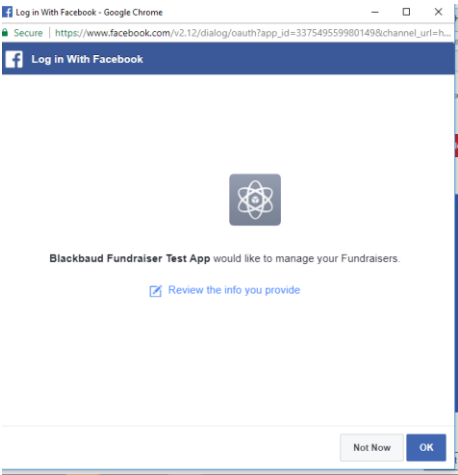 Log in With Facebook - Google Chrome
Secure | https://www.facebook.com/v2.12/dialog/oauth?app_id=337549559980149&channel_url=h...
Log in With Facebook
Blackbaud Fundraiser Test App would like to manage your Fundraisers.
Review the info you provide
Not Now OK